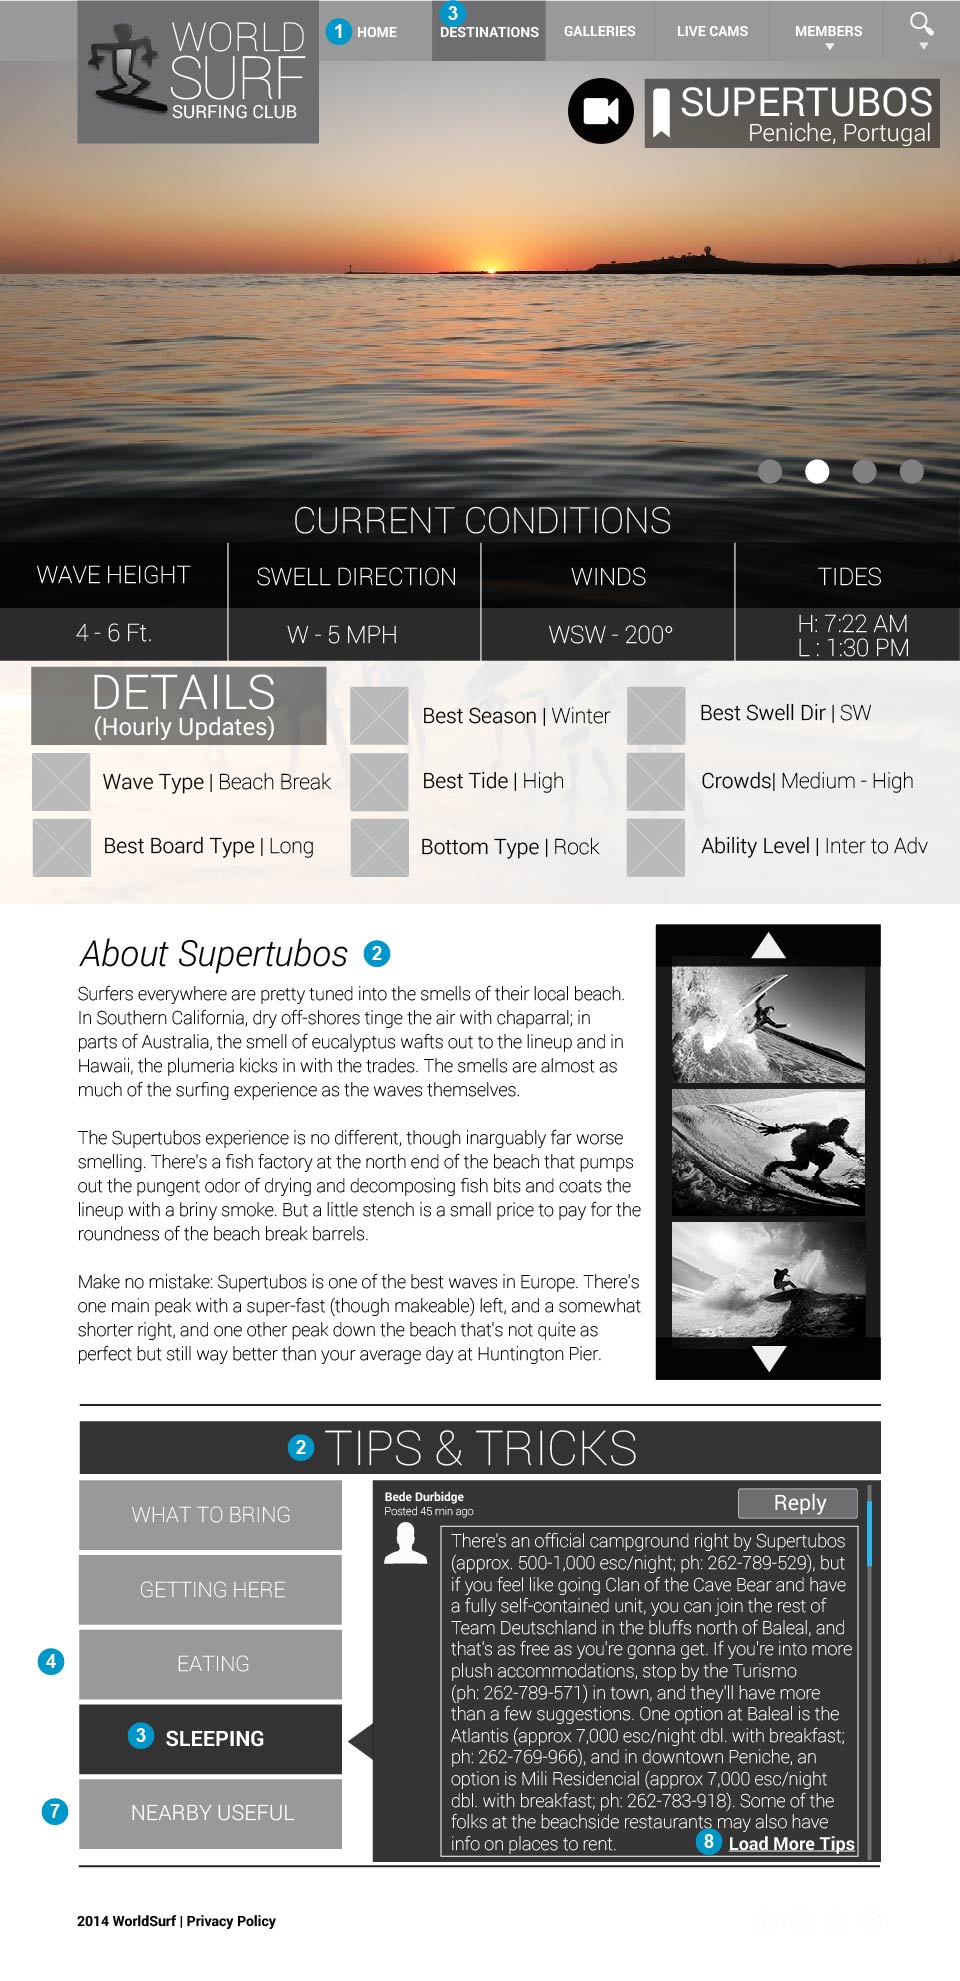 WORLD
SURF
SURFING CLUB
1 HOME
3
DESTINATIONS
GALLERIES
LIVE CAMS
MEMBERS
SUPERTUBOS
Peniche, Portugal
CURRENT CONDITIONS
WAVE HEIGHT
SWELL DIRECTION
WINDS
TIDES
4 - 6 Ft.
W - 5 MPH
WSW - 200°
H: 7:22 AM
L : 1:30 PM
DETAILS
(Hourly Updates)
Best Season | Winter
Best Swell Dir | SW
Wave Type | Beach Break
Best Tide | High
Crowds| Medium - High
Best Board Type | Long
Bottom Type | Rock
Ability Level | Inter to Adv
About Supertubos 2
Surfers everywhere are pretty tuned into the smells of their local beach.
In Southern California, dry off-shores tinge the air with chaparral; in
parts of Australia, the smell of eucalyptus wafts out to the lineup and in
Hawaii, the plumeria kicks in with the trades. The smells are almost as
much of the surfing experience as the waves themselves.
The Supertubos experience is no different, though inarguably far worse
smelling. There's a fish factory at the north end of the beach that pumps
out the pungent odor of drying and decomposing fish bits and coats the
lineup with a briny smoke. But a little stench is a small price to pay for the
roundness of the beach break barrels.
Make no mistake: Supertubos is one of the best waves in Europe. There's
one main peak with a super-fast (though makeable) left, and a somewhat
shorter right, and one other peak down the beach that's not quite as
perfect but still way better than your average day at Huntington Pier.
2 TIPS & TRICKS
WHAT TO BRING
GETTING HERE
4 EATING
3 SLEEPING
7 NEARBY USEFUL
Bede Durbidge
Posted 45 min ago
Reply
There's an official campground right by Supertubos
(approx. 500-1,000 esc/night; ph: 262-789-529), but
if you feel like going Clan of the Cave Bear and have
a fully self-contained unit, you can join the rest of
Team Deutschland in the bluffs north of Baleal, and
that's as free as you're gonna get. If you're into more
plush accommodations, stop by the Turismo
(ph: 262-789-571) in town, and they'll have more
than a few suggestions. One option at Baleal is the
Atlantis (approx 7,000 esc/night dbl. with breakfast;
ph: 262-769-966), and in downtown Peniche, an
option is Mili Residencial (approx 7,000 esc/night
dbl. with breakfast; ph: 262-783-918). Some of the
folks at the beachside restaurants may also have
info on places to rent.
8 Load More Tips
2014 WorldSurf | Privacy Policy